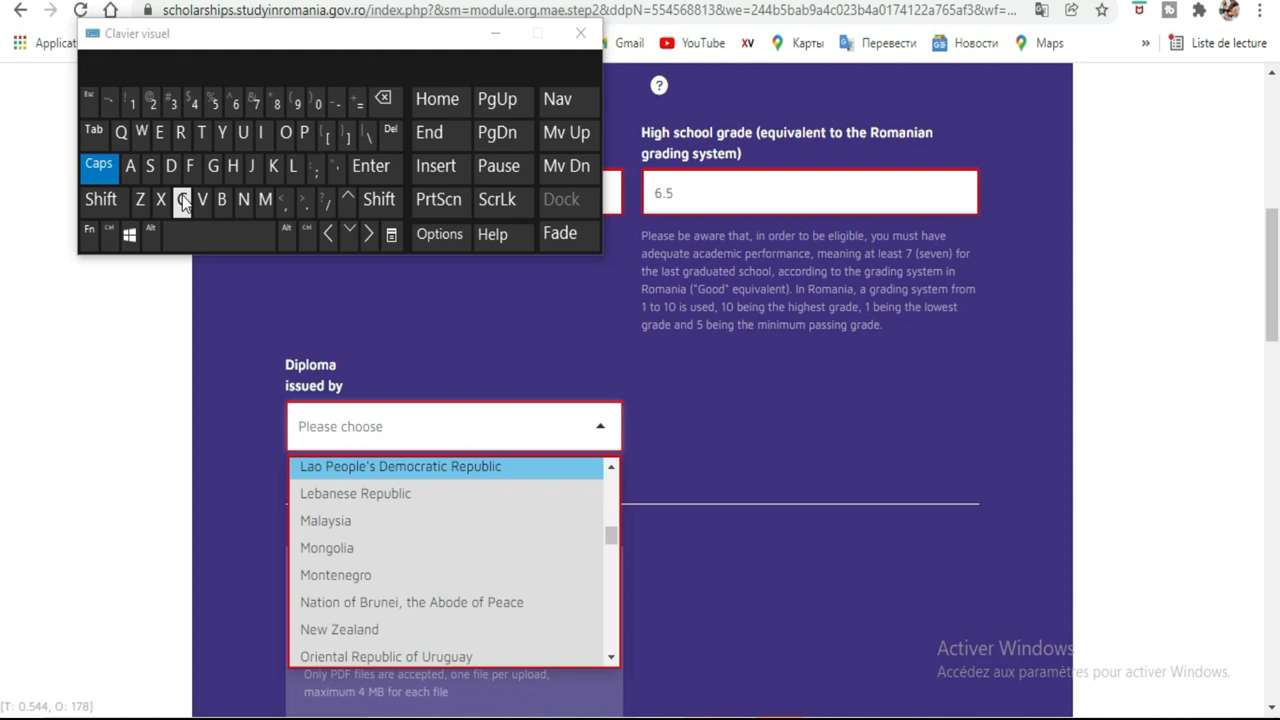 scholarships.studyinromania.gov.ro/index.php?&sm=module.org.mae.step2&ddpN=554568813&we=244b5bab9a4c023b4a0174122a765af3&wf=...
Clavier visuel
Applicat
Gmail YouTube XV Карты Перевести Новости Maps » Liste de lecture
Esc ~ ` ! 1 @ 2 # 3 $ 4 % 5 ^ 6 & 7 * 8 ( 9 ) 0 _ - + = Home PgUp Nav
Tab Q W E R T Y U I O P { [ } ] | \ Del End PgDn Mv Up
Caps A S D F G H J K L : ; " ' Enter Insert Pause Mv Dn
Shift Z X C V B N M < , > . ? / ^ Shift PrtScn ScrLk Dock
Fn Ctrl Alt Alt Ctrl Options Help Fade
?
High school grade (equivalent to the Romanian
grading system)
6.5
Please be aware that, in order to be eligible, you must have
adequate academic performance, meaning at least 7 (seven) for
the last graduated school, according to the grading system in
Romania ("Good" equivalent). In Romania, a grading system from
1 to 10 is used, 10 being the highest grade, 1 being the lowest
grade and 5 being the minimum passing grade.
Diploma
issued by
Please choose
Lao People's Democratic Republic
Lebanese Republic
Malaysia
Mongolia
Montenegro
Nation of Brunei, the Abode of Peace
New Zealand
Oriental Republic of Uruguay
Only PDF files are accepted, one file per upload,
maximum 4 MB for each file
Activer Windows
Accédez aux paramètres pour activer Windows.
[T: 0.544, O: 178]